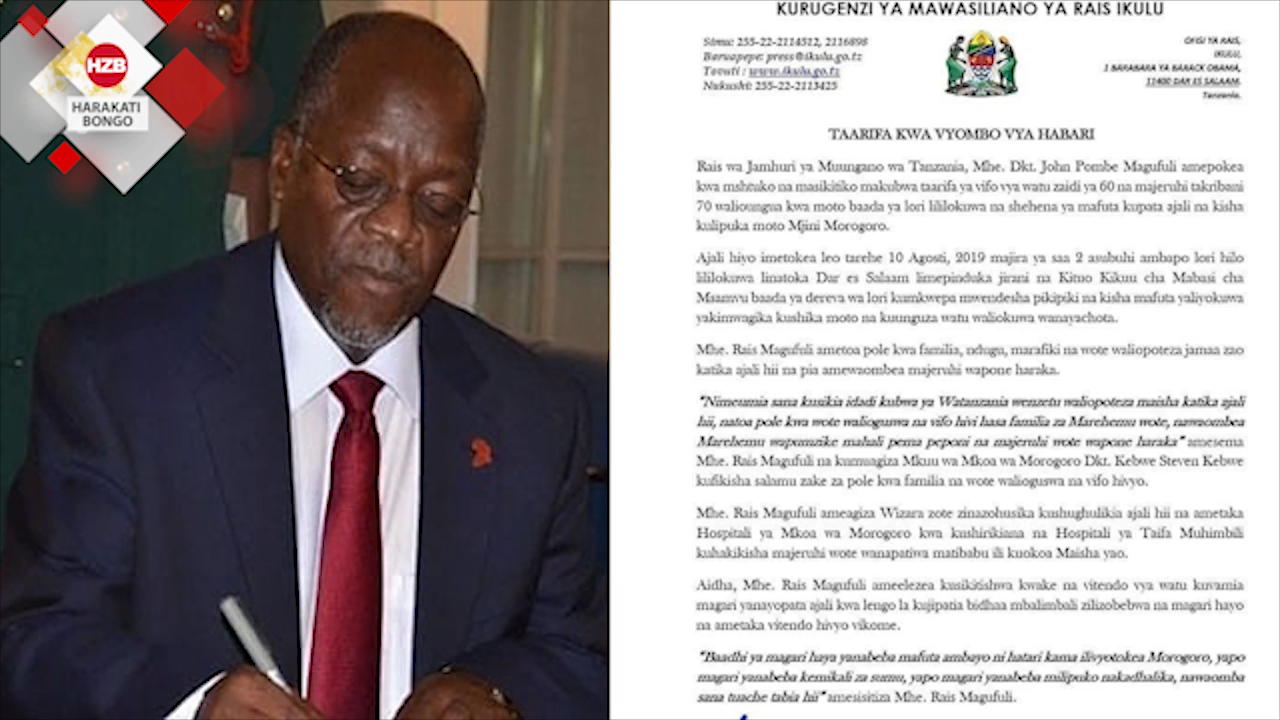 HZB
HARAKATI
BONGO
KURUGENZI YA MAWASILIANO YA RAIS IKULU
Simu: 255-22-2114512, 2116898
Baruapepe: press@ikulu.go.tz
Tovuti : www.ikulu.go.tz
Nukushi: 255-22-2113425
OFISI YA RAIS,
IKULU,
1 BARABARA YA BARACK OBAMA,
11400 DAR ES SALAAM.
Tanzania.
TAARIFA KWA VYOMBO VYA HABARI
Rais wa Jamhuri ya Muungano wa Tanzania, Mhe. Dkt. John Pombe Magufuli amepokea
kwa mshtuko na masikitiko makubwa taarifa ya vifo vya watu zaidi ya 60 na majeruhi takribani
70 walioungua kwa moto baada ya lori lililokuwa na shehena ya mafuta kupata ajali na kisha
kulipuka moto Mjini Morogoro.
Ajali hiyo imetokea leo tarehe 10 Agosti, 2019 majira ya saa 2 asubuhi ambapo lori hilo
lililokuwa linatoka Dar es Salaam limepinduka jirani na Kituo Kikuu cha Mabasi cha
Msamvu baada ya dereva wa lori kumkwepa mwendesha pikipiki na kisha mafuta yaliyokuwa
yakimwagika kushika moto na kuunguza watu waliokuwa wanayachota.
Mhe. Rais Magufuli ametoa pole kwa familia, ndugu, marafiki na wote waliopoteza jamaa zao
katika ajali hii na pia amewaombea majeruhi wapone haraka.
"Nimeumia sana kusikia idadi kubwa ya Watanzania wenzetu waliopoteza maisha katika ajali
hii, natoa pole kwa wote walioguswa na vifo hivi hasa familia za Marehemu wote, nawaombea
Marehemu wapumzike mahali pema peponi na majeruhi wote wapone haraka" amesema
Mhe. Rais Magufuli na kumuagiza Mkuu wa Mkoa wa Morogoro Dkt. Kebwe Steven Kebwe
kufikisha salamu zake za pole kwa familia na wote walioguswa na vifo hivyo.
Mhe. Rais Magufuli ameagiza Wizara zote zinazohusika kushughulikia ajali hii na ametaka
Hospitali ya Mkoa wa Morogoro kwa kushirikiana na Hospitali ya Taifa Muhimbili
kuhakikisha majeruhi wote wanapatiwa matibabu ili kuokoa Maisha yao.
Aidha, Mhe. Rais Magufuli ameelezea kusikitishwa kwake na vitendo vya watu kuvamia
magari yanayopata ajali kwa lengo la kujipatia bidhaa mbalimbali zilizobebwa na magari hayo
na ametaka vitendo hivyo vikome.
"Baadhi ya magari haya yanabeba mafuta ambayo ni hatari kama ilivyotokea Morogoro, yapo
magari yanabeba kemikali za sumu, yapo magari yanabeba milipuko nakadhalika, nawaomba
sana tuache tabia hii" amesisitiza Mhe. Rais Magufuli.